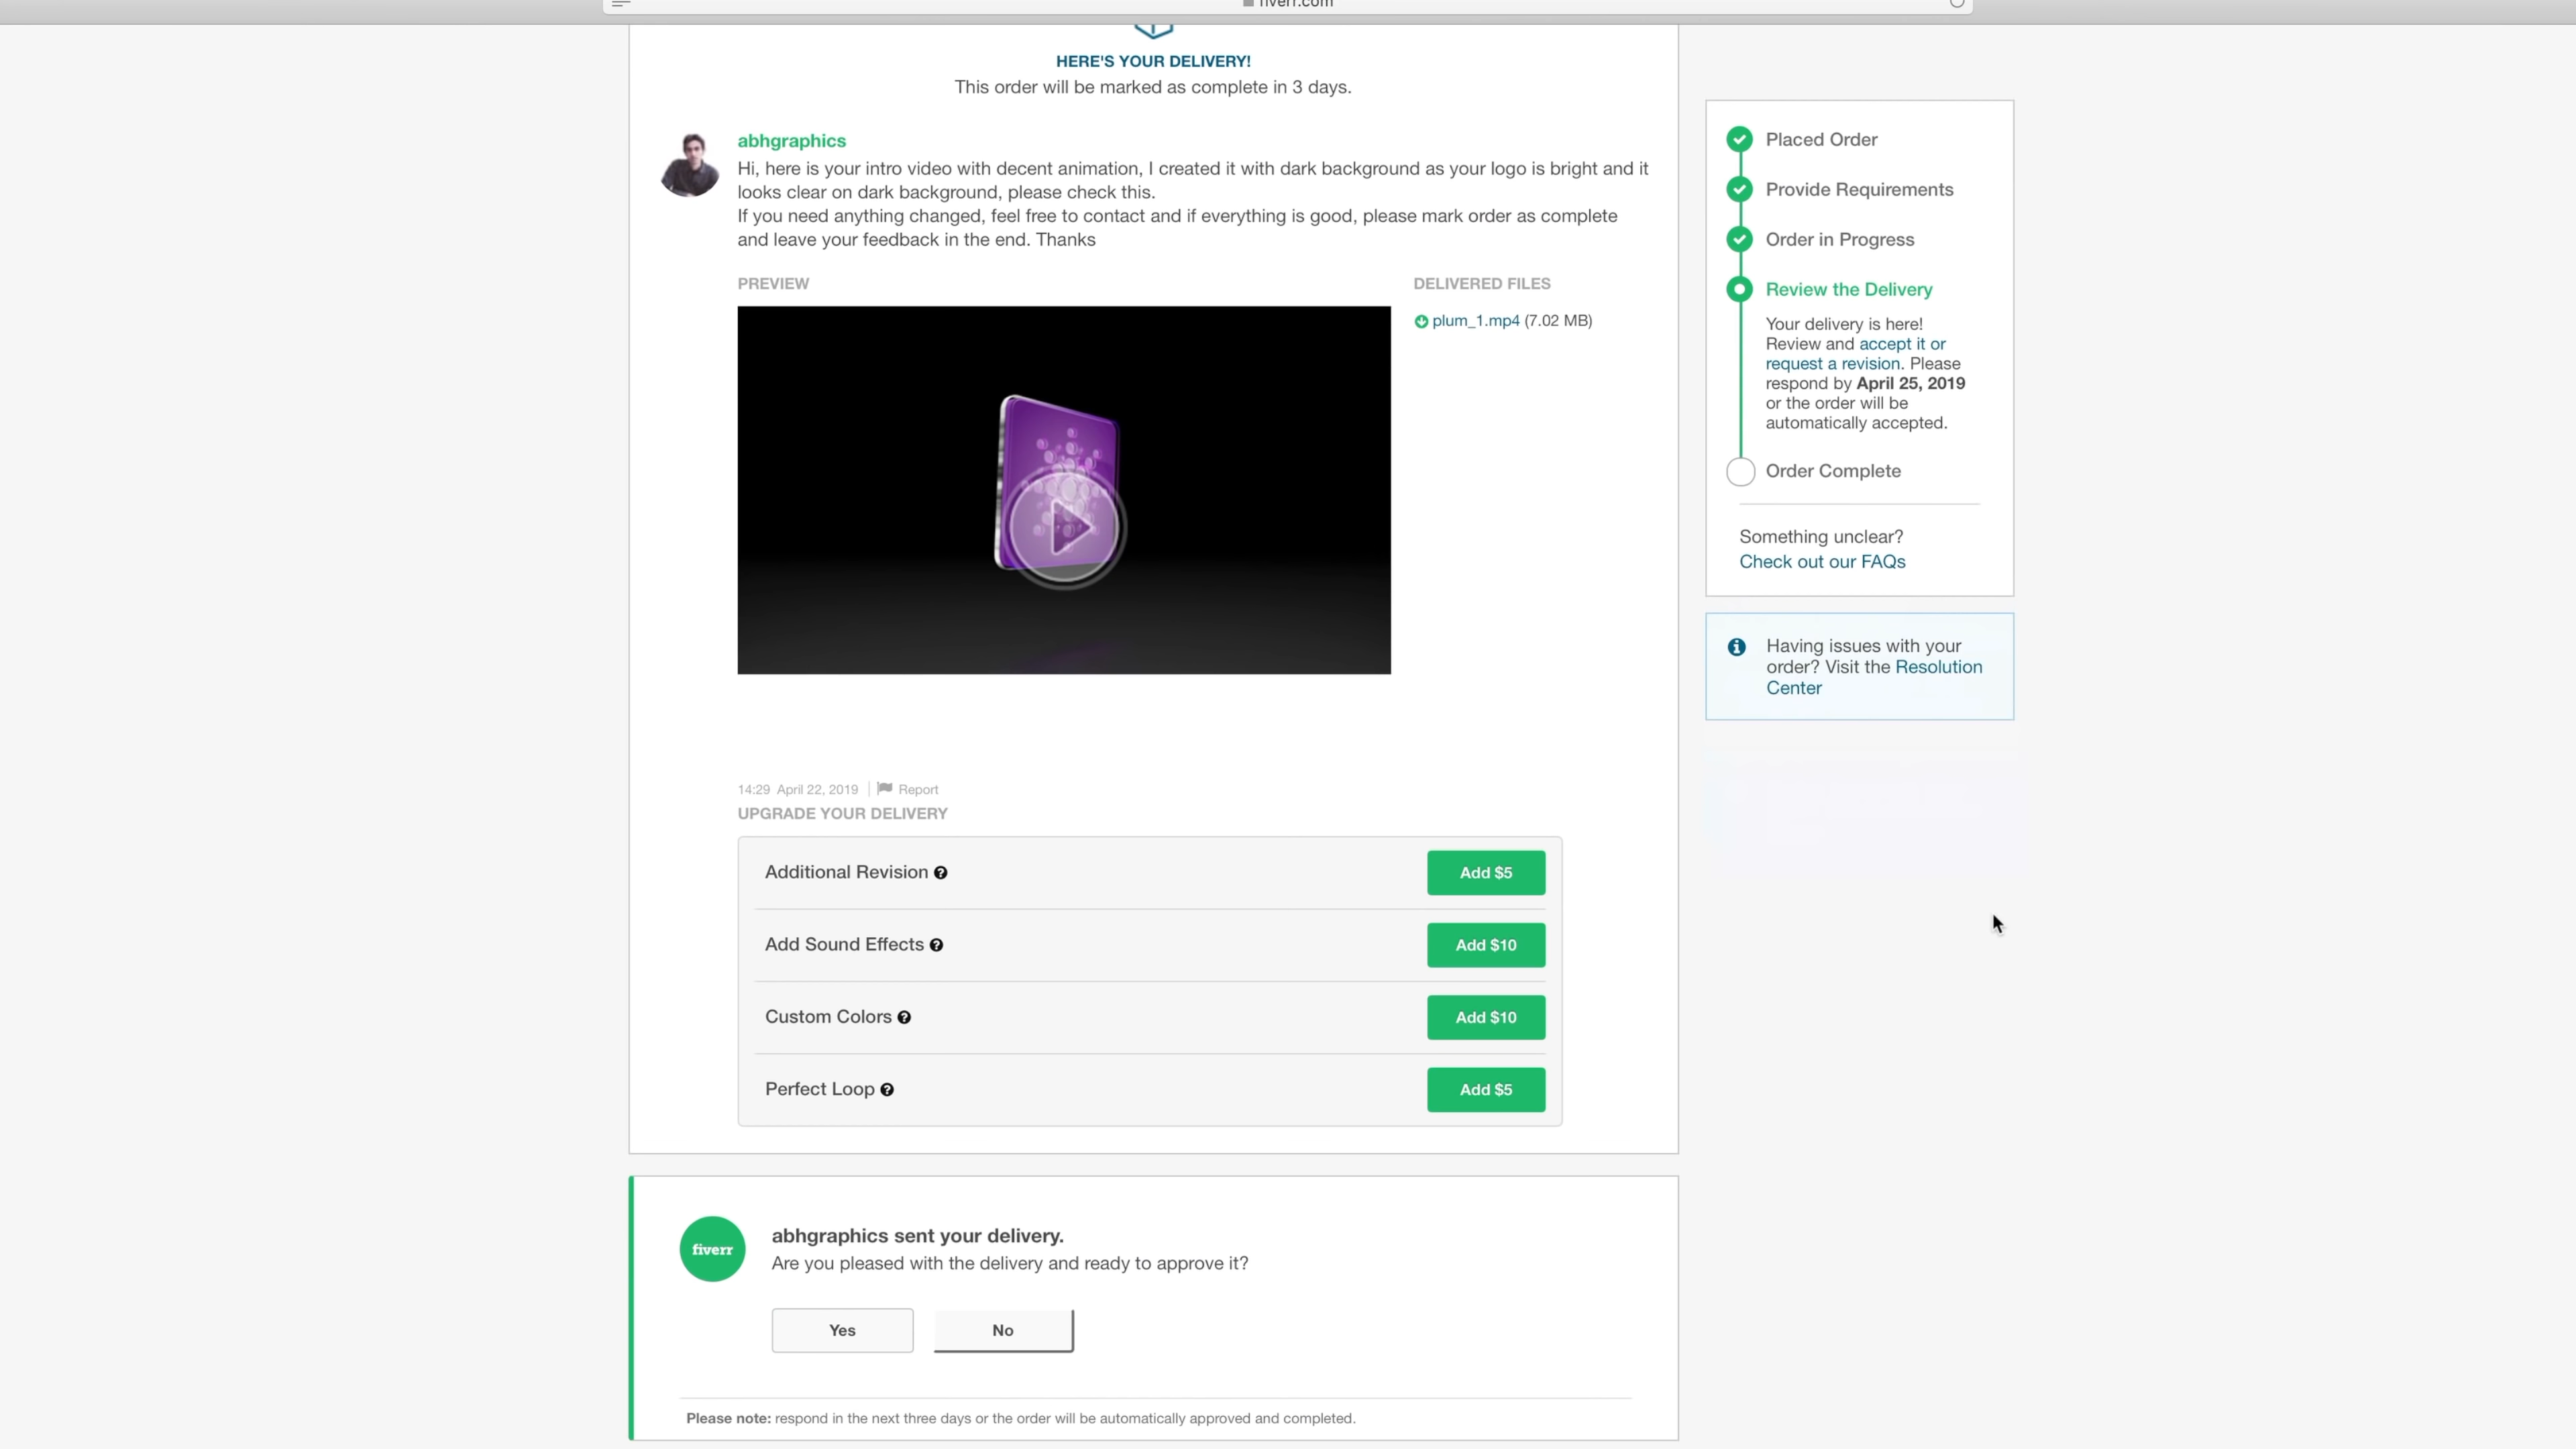 fiverr.com
HERE'S YOUR DELIVERY!
This order will be marked as complete in 3 days.
abhgraphics
Hi, here is your intro video with decent animation, I created it with dark background as your logo is bright and it
looks clear on dark background, please check this.
If you need anything changed, feel free to contact and if everything is good, please mark order as complete
and leave your feedback in the end. Thanks
PREVIEW
DELIVERED FILES
plum_1.mp4 (7.02 MB)
14:29 April 22, 2019 | Report
UPGRADE YOUR DELIVERY
Additional Revision
Add $5
Add Sound Effects
Add $10
Custom Colors
Add $10
Perfect Loop
Add $5
fiverr
abhgraphics sent your delivery.
Are you pleased with the delivery and ready to approve it?
Yes
No
Please note: respond in the next three days or the order will be automatically approved and completed.
Placed Order
Provide Requirements
Order in Progress
Review the Delivery
Your delivery is here!
Review and accept it or
request a revision. Please
respond by April 25, 2019
or the order will be
automatically accepted.
Order Complete
Something unclear?
Check out our FAQs
Having issues with your
order? Visit the Resolution
Center